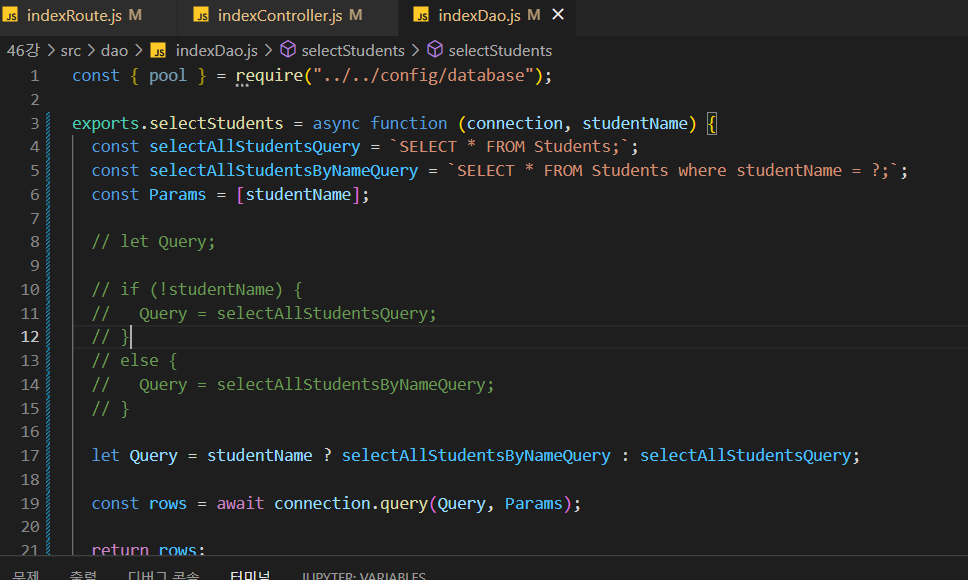 JS indexRoute.js M JS indexController.js M JS indexDao.js M
46강 > src > dao > JS indexDao.js > selectStudents > selectStudents
1 const { pool } = require("../../config/database");
2
3 exports.selectStudents = async function (connection, studentName) {
4 const selectAllStudentsQuery = `SELECT * FROM Students;`;
5 const selectAllStudentsByNameQuery = `SELECT * FROM Students where studentName = ?;`;
6 const Params = [studentName];
7
8 // let Query;
9
10 // if (!studentName) {
11 //   Query = selectAllStudentsQuery;
12 // }
13 // else {
14 //   Query = selectAllStudentsByNameQuery;
15 // }
16
17 let Query = studentName ? selectAllStudentsByNameQuery : selectAllStudentsQuery;
18
19 const rows = await connection.query(Query, Params);
20
21 return rows;
문제 출력 디버그 콘솔 터미널 JUPYTER: VARIABLES